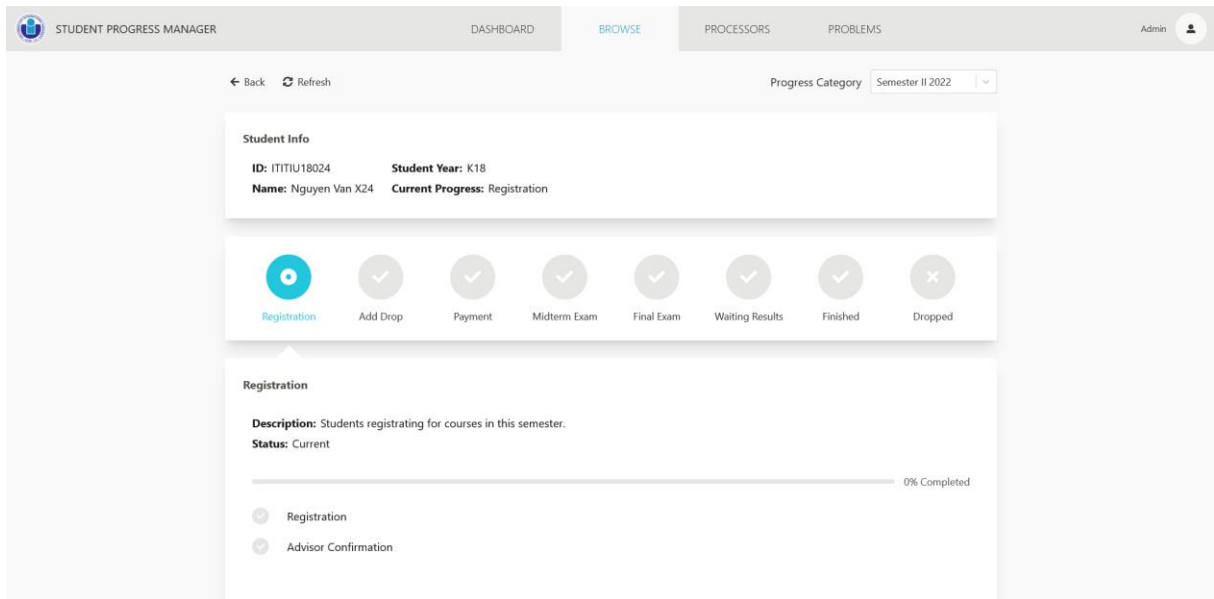 STUDENT PROGRESS MANAGER DASHBOARD BROWSE PROCESSORS PROBLEMS Admin
Back Refresh Progress Category Semester II 2022
Student Info
ID: ITITIU18024 Student Year: K18
Name: Nguyen Van X24 Current Progress: Registration
Registration Add Drop Payment Midterm Exam Final Exam Waiting Results Finished Dropped
Registration
Description: Students registrating for courses in this semester.
Status: Current
0% Completed
Registration
Advisor Confirmation